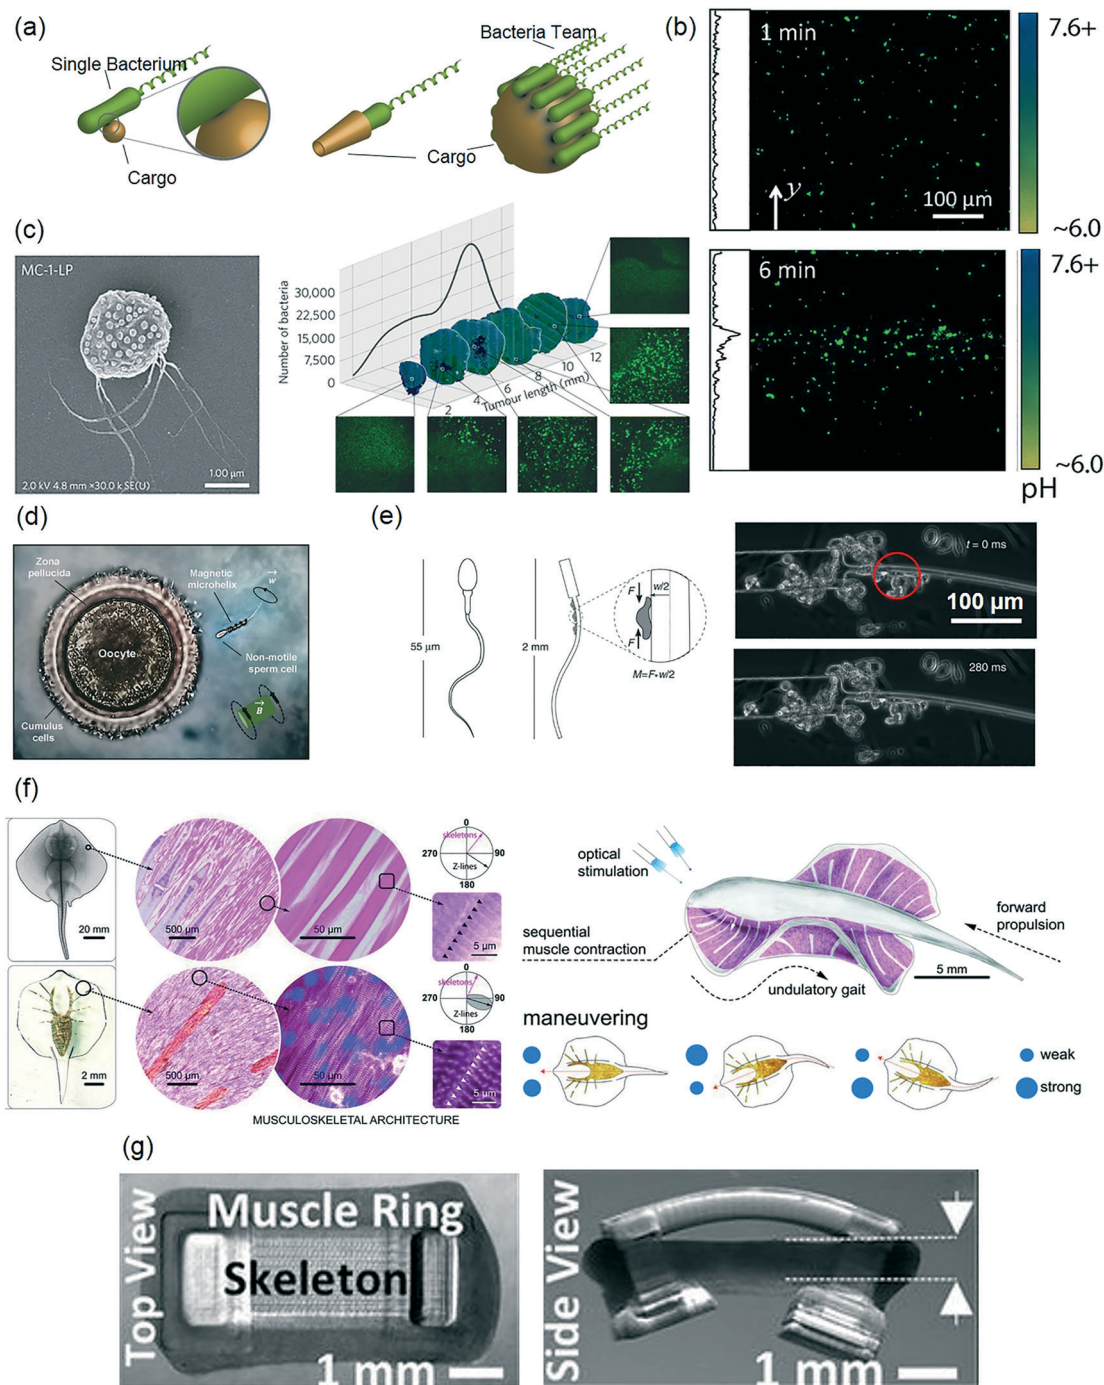 (a)
Single Bacterium
Cargo
Bacteria Team
Cargo
(b)
1 min
y
100 µm
7.6+
~6.0
6 min
7.6+
~6.0
pH
(c)
MC-1-LP
2.0 kV 4.8 mm ×30.0 k SE(U)
1.00 µm
Number of bacteria
30,000
22,500
15,000
7,500
0
2
4
6
8
10
12
Tumour length (mm)
(d)
Zona
pellucida
Magnetic
microhelix
w
Oocyte
Non-motile
sperm cell
B
Cumulus
cells
(e)
55 µm
2 mm
F
w/2
F
M=F•w/2
t = 0 ms
100 µm
280 ms
(f)
20 mm
500 µm
50 µm
0
skeletons
270
90
Z-lines
180
5 µm
2 mm
500 µm
50 µm
0
skeletons
270
90
Z-lines
180
5 µm
MUSCULOSKELETAL ARCHITECTURE
optical
stimulation
sequential
muscle contraction
undulatory gait
forward
propulsion
5 mm
maneuvering
weak
strong
(g)
Top View
Muscle Ring
Skeleton
1 mm
Side View
1 mm